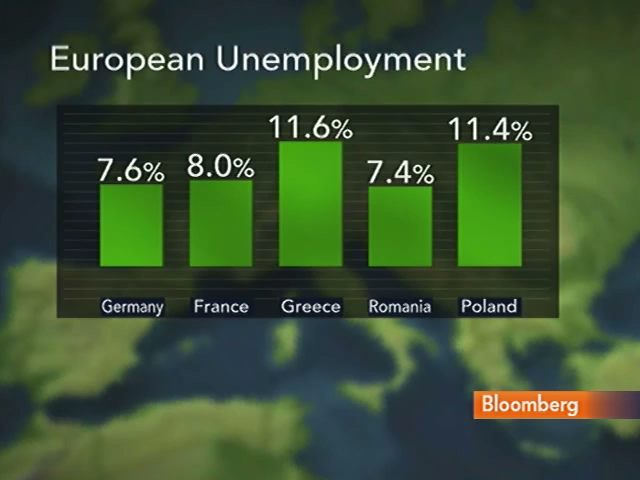 European Unemployment
7.6% 8.0% 11.6% 7.4% 11.4%
Germany France Greece Romania Poland
Bloomberg